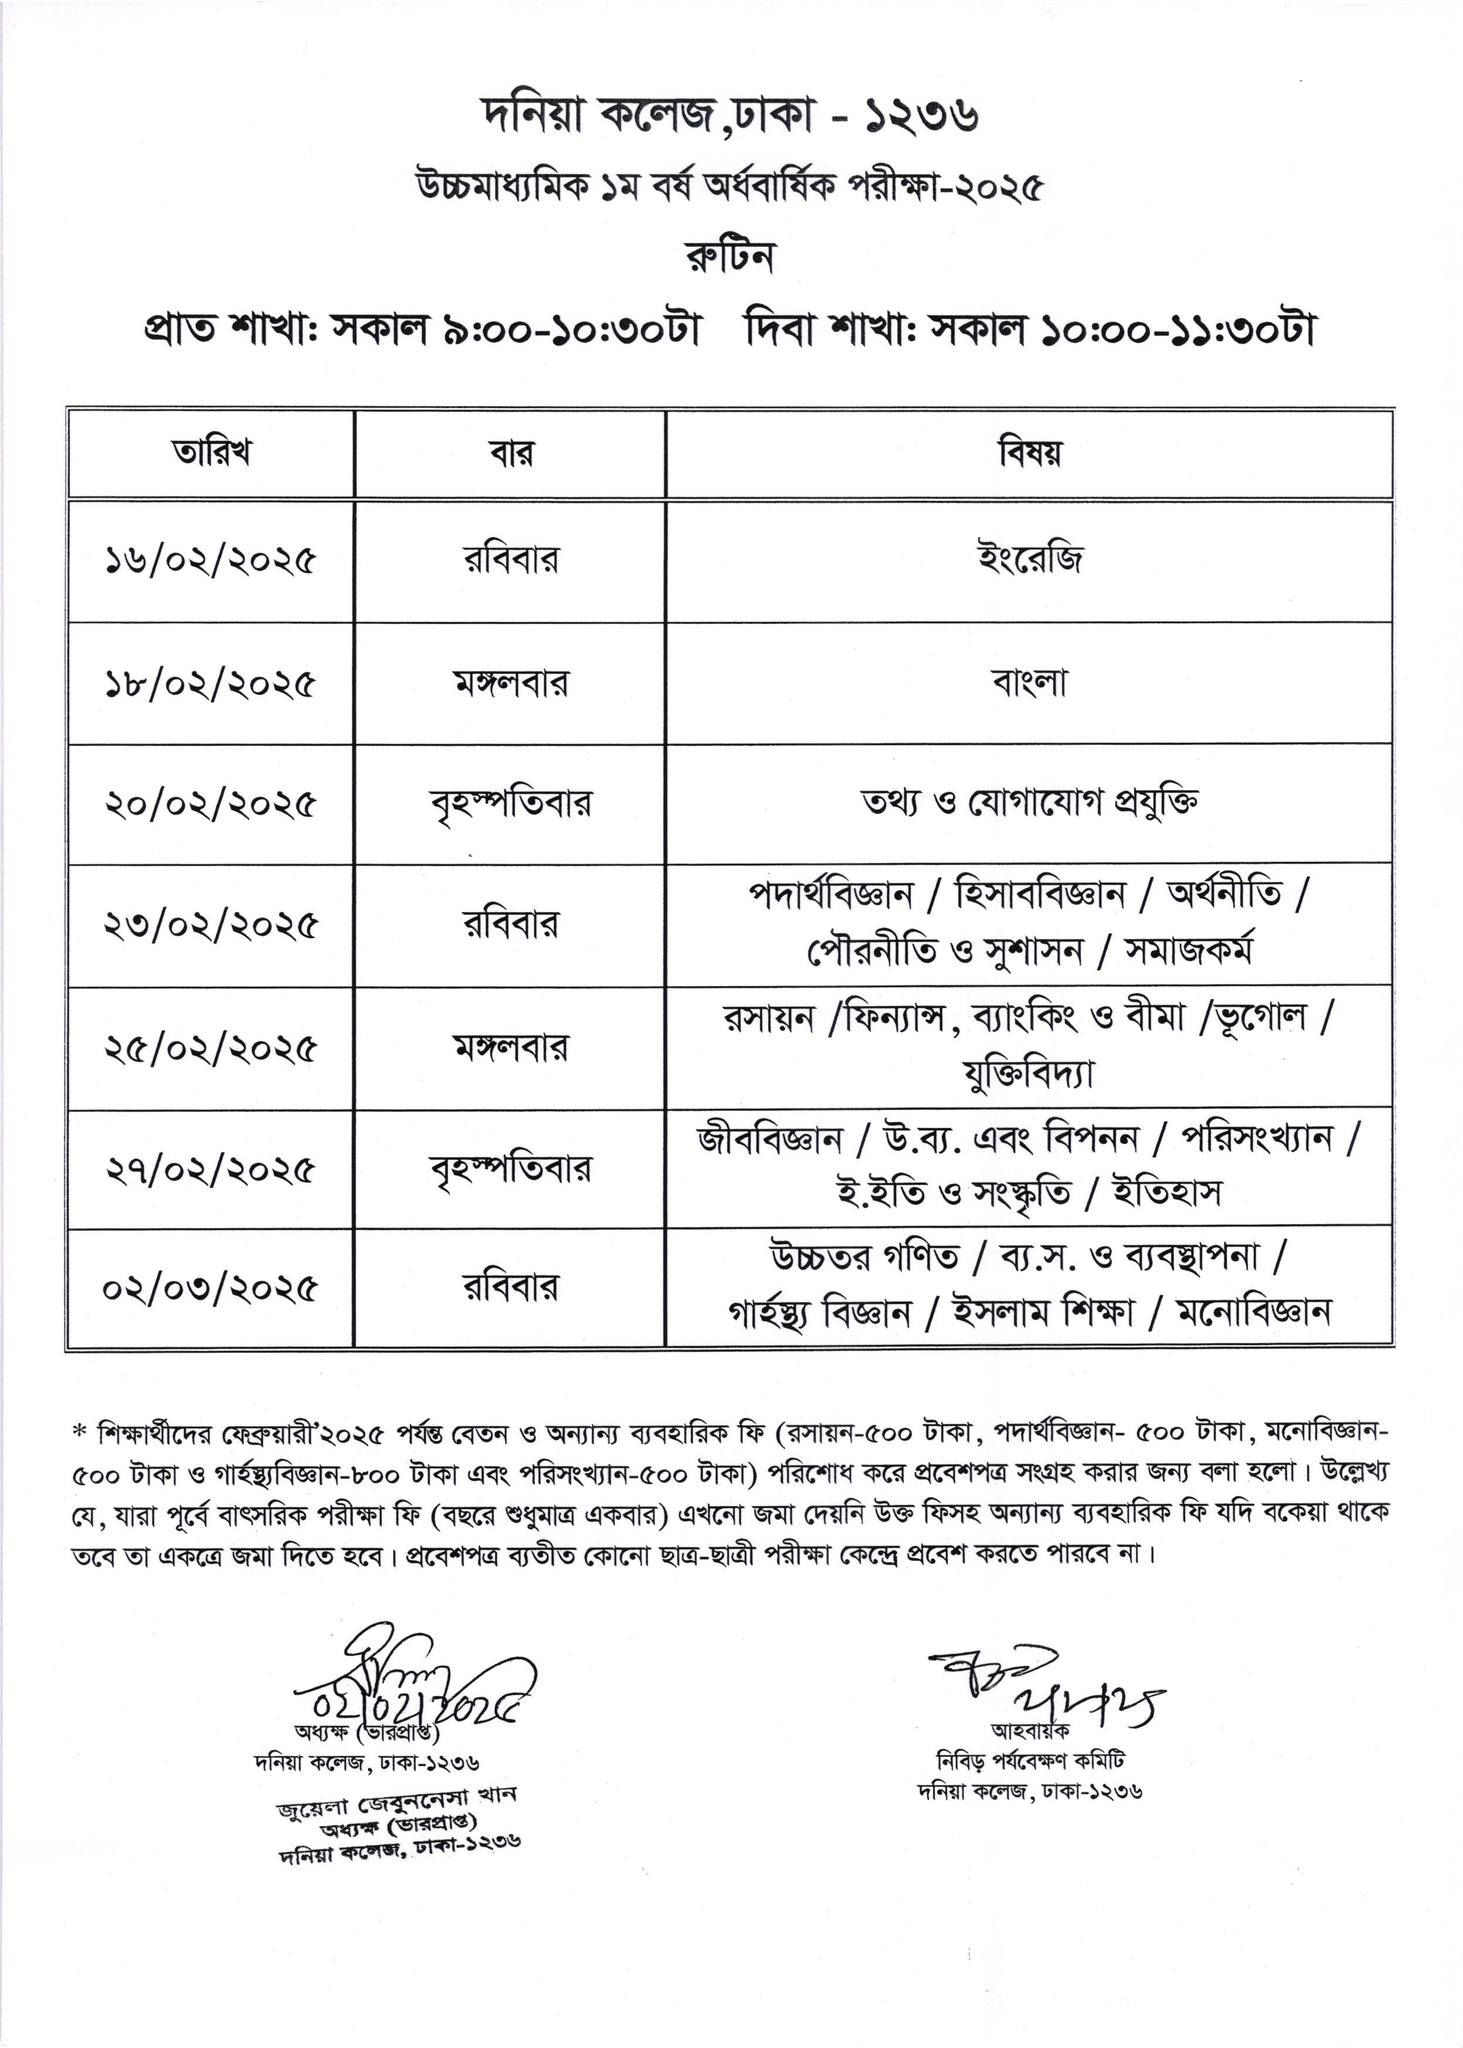 দনিয়া কলেজ,ঢাকা - ১২৩৬
উচ্চমাধ্যমিক ১ম বর্ষ অর্ধবার্ষিক পরীক্ষা-২০২৫
রুটিন
প্রাত শাখা: সকাল ৯:০০-১০:৩০টা দিবা শাখা: সকাল ১০:০০-১১:৩০টা
তারিখ বার বিষয়
১৬/০২/২০২৫ রবিবার ইংরেজি
১৮/০২/২০২৫ মঙ্গলবার বাংলা
২০/০২/২০২৫ বৃহস্পতিবার তথ্য ও যোগাযোগ প্রযুক্তি
২৩/০২/২০২৫ রবিবার পদার্থবিজ্ঞান / হিসাববিজ্ঞান / অর্থনীতি /
পৌরনীতি ও সুশাসন / সমাজকর্ম
২৫/০২/২০২৫ মঙ্গলবার রসায়ন /ফিন্যান্স, ব্যাংকিং ও বীমা /ভূগোল /
যুক্তিবিদ্যা
২৭/০২/২০২৫ বৃহস্পতিবার জীববিজ্ঞান / উ.ব্য. এবং বিপনন / পরিসংখ্যান /
ই.ইতি ও সংস্কৃতি / ইতিহাস
০২/০৩/২০২৫ রবিবার উচ্চতর গণিত / ব্য.স. ও ব্যবস্থাপনা /
গার্হস্থ্য বিজ্ঞান / ইসলাম শিক্ষা / মনোবিজ্ঞান
* শিক্ষার্থীদের ফেব্রুয়ারী'২০২৫ পর্যন্ত বেতন ও অন্যান্য ব্যবহারিক ফি (রসায়ন-৫০০ টাকা, পদার্থবিজ্ঞান- ৫০০ টাকা, মনোবিজ্ঞান-
৫০০ টাকা ও গার্হস্থ্যবিজ্ঞান-৮০০ টাকা এবং পরিসংখ্যান-৫০০ টাকা) পরিশোধ করে প্রবেশপত্র সংগ্রহ করার জন্য বলা হলো। উল্লেখ্য
যে, যারা পূর্বে বাৎসরিক পরীক্ষা ফি (বছরে শুধুমাত্র একবার) এখনো জমা দেয়নি উক্ত ফিসহ অন্যান্য ব্যবহারিক ফি যদি বকেয়া থাকে
তবে তা একত্রে জমা দিতে হবে। প্রবেশপত্র ব্যতীত কোনো ছাত্র-ছাত্রী পরীক্ষা কেন্দ্রে প্রবেশ করতে পারবে না।
০২/০২/২০২৫
অধ্যক্ষ (ভারপ্রাপ্ত)
দনিয়া কলেজ, ঢাকা-১২৩৬
জুয়েলা জেবুননেসা খান
অধ্যক্ষ (ভারপ্রাপ্ত)
দনিয়া কলেজ, ঢাকা-১২৩৬
আহবায়ক
নিবিড় পর্যবেক্ষণ কমিটি
দনিয়া কলেজ, ঢাকা-১২৩৬